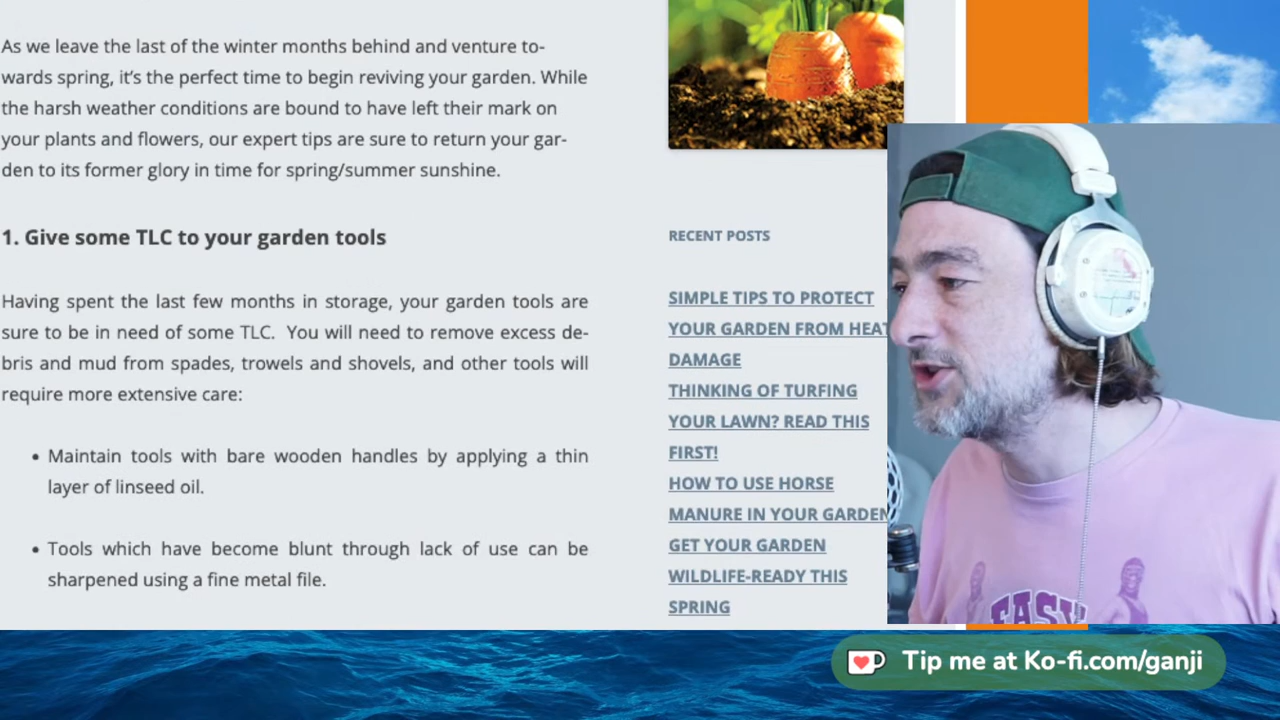 As we leave the last of the winter months behind and venture to-
wards spring, it's the perfect time to begin reviving your garden. While
the harsh weather conditions are bound to have left their mark on
your plants and flowers, our expert tips are sure to return your gar-
den to its former glory in time for spring/summer sunshine.
1. Give some TLC to your garden tools
Having spent the last few months in storage, your garden tools are
sure to be in need of some TLC. You will need to remove excess de-
bris and mud from spades, trowels and shovels, and other tools will
require more extensive care:
• Maintain tools with bare wooden handles by applying a thin
layer of linseed oil.
• Tools which have become blunt through lack of use can be
sharpened using a fine metal file.
RECENT POSTS
SIMPLE TIPS TO PROTECT
YOUR GARDEN FROM HEAT
DAMAGE
THINKING OF TURFING
YOUR LAWN? READ THIS
FIRST!
HOW TO USE HORSE
MANURE IN YOUR GARDEN
GET YOUR GARDEN
WILDLIFE-READY THIS
SPRING
EASY
Tip me at Ko-fi.com/ganji